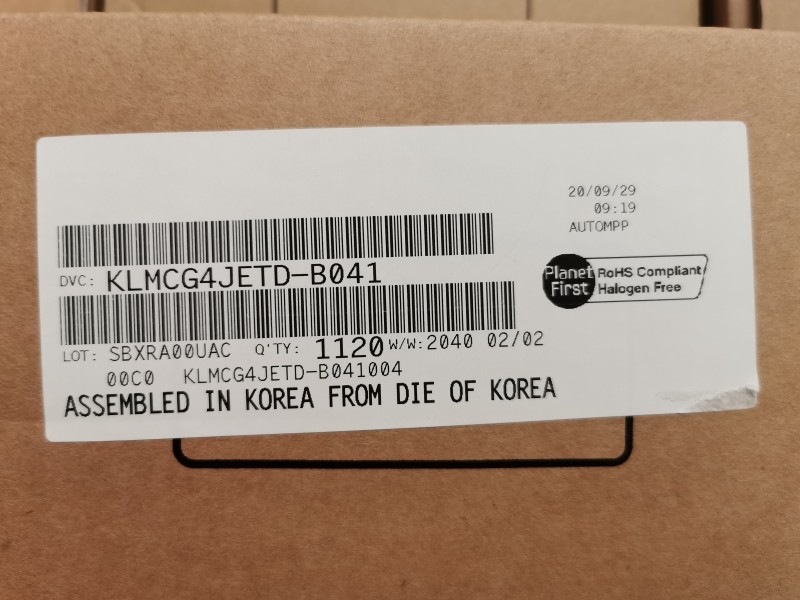 20/09/29
09:19
AUTOMPP
DVC: KLMCG4JETD-B041
Planet First RoHS Compliant Halogen Free
LOT: SBXRA00UAC Q'TY: 1120 W/W: 2040 02/02
00C0 KLMCG4JETD-B041004
ASSEMBLED IN KOREA FROM DIE OF KOREA